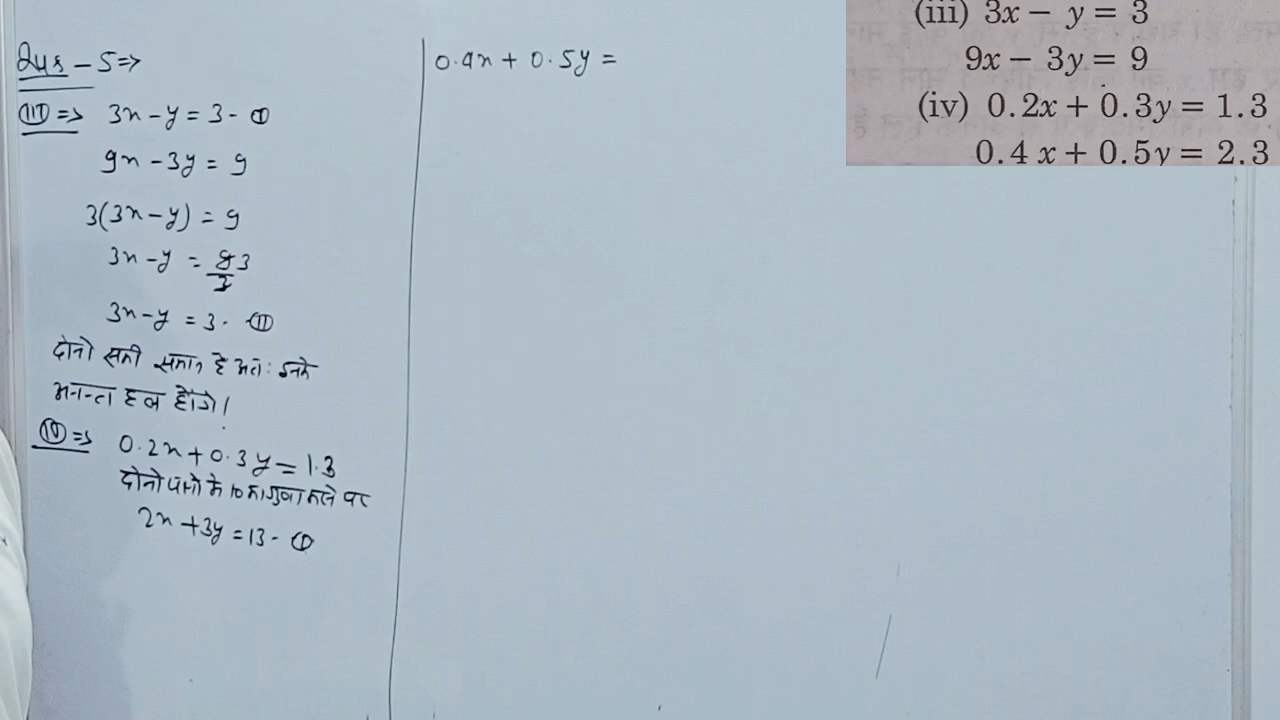 Ques - 5 ⇒
(III) ⇒ 3x - y = 3 - (I)
9x - 3y = 9
3(3x - y) = 9
3x - y = 9/3 3
3x - y = 3 - (II)
दोनो समी समान है अतः इनके
अनन्ता हल होंगे।
(IV) ⇒ 0.2x + 0.3y = 1.3
दोनो पक्षो मे 10 का गुणा करने पर
2x + 3y = 13 - (I)
0.4x + 0.5y =
(iii) 3x - y = 3
9x - 3y = 9
(iv) 0.2x + 0.3y = 1.3
0.4 x + 0.5y = 2.3